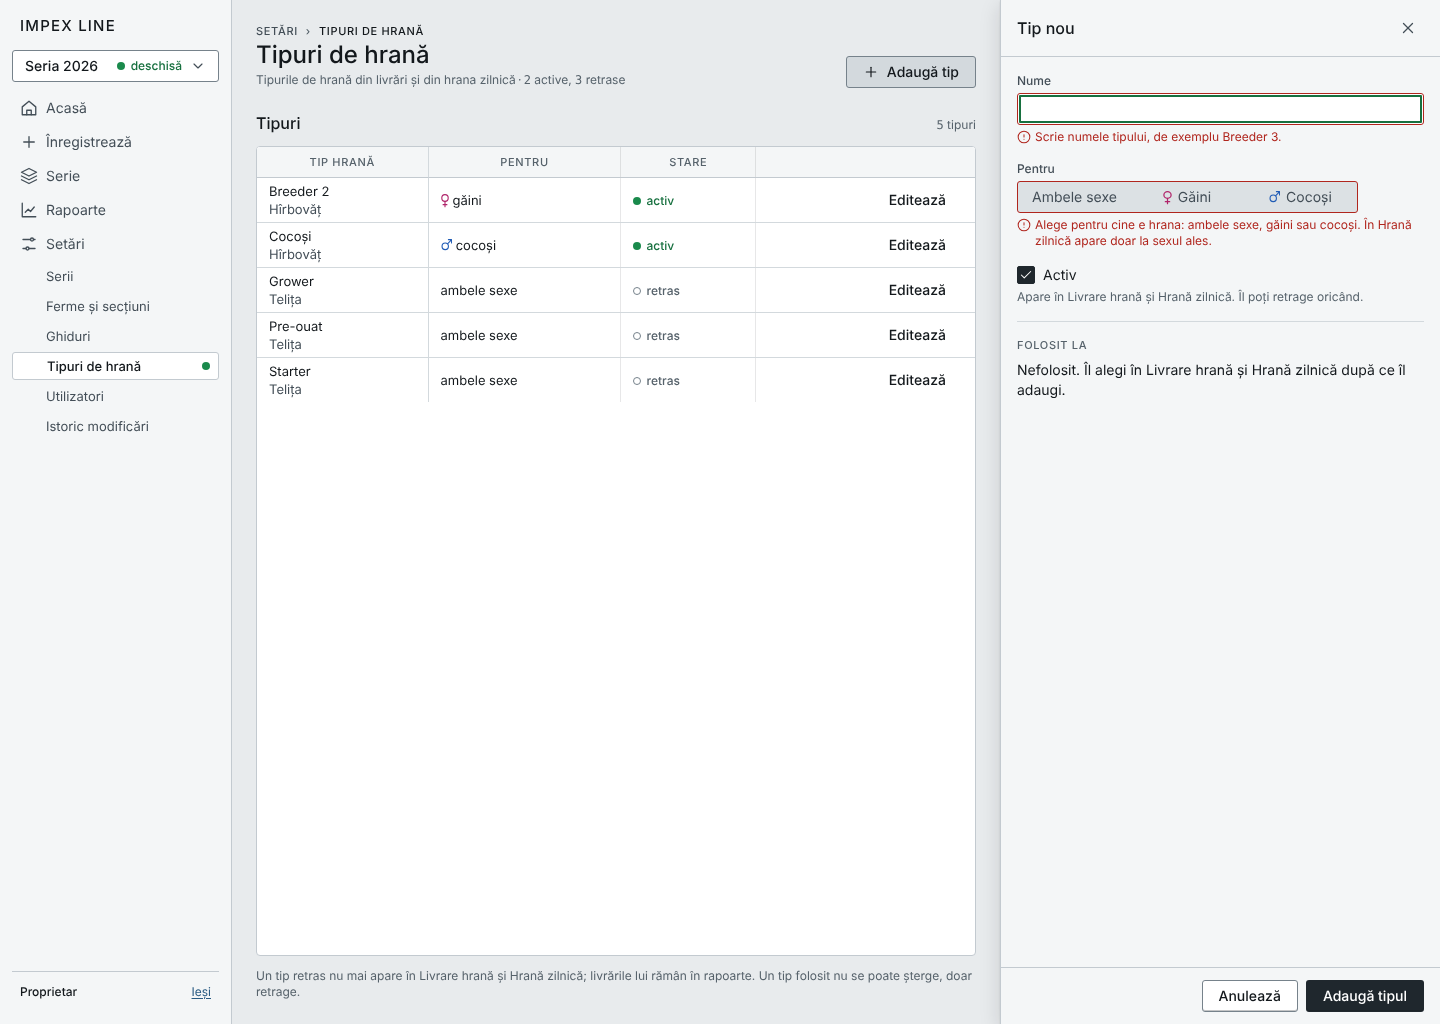 IMPEX LINE
Seria 2026
deschisă
Acasă
Înregistrează
Serie
Rapoarte
Setări
Serii
Ferme și secțiuni
Ghiduri
Tipuri de hrană
Utilizatori
Istoric modificări
Proprietar
Ieși
SETĂRI › TIPURI DE HRANĂ
Tipuri de hrană
Tipurile de hrană din livrări și din hrana zilnică · 2 active, 3 retrase
Adaugă tip
Tipuri
5 tipuri
TIP HRANĂ
PENTRU
STARE
Breeder 2
Hîrbovăț
♀ găini
activ
Editează
Cocoși
Hîrbovăț
♂ cocoși
activ
Editează
Grower
Telița
ambele sexe
retras
Editează
Pre-ouat
Telița
ambele sexe
retras
Editează
Starter
Telița
ambele sexe
retras
Editează
Un tip retras nu mai apare în Livrare hrană și Hrană zilnică; livrările lui rămân în rapoarte. Un tip folosit nu se poate șterge, doar
retrage.
Tip nou
Nume
Scrie numele tipului, de exemplu Breeder 3.
Pentru
Ambele sexe
♀ Găini
♂ Cocoși
Alege pentru cine e hrana: ambele sexe, găini sau cocoși. În Hrană
zilnică apare doar la sexul ales.
Activ
Apare în Livrare hrană și Hrană zilnică. Îl poți retrage oricând.
FOLOSIT LA
Nefolosit. Îl alegi în Livrare hrană și Hrană zilnică după ce îl
adaugi.
Anulează
Adaugă tipul